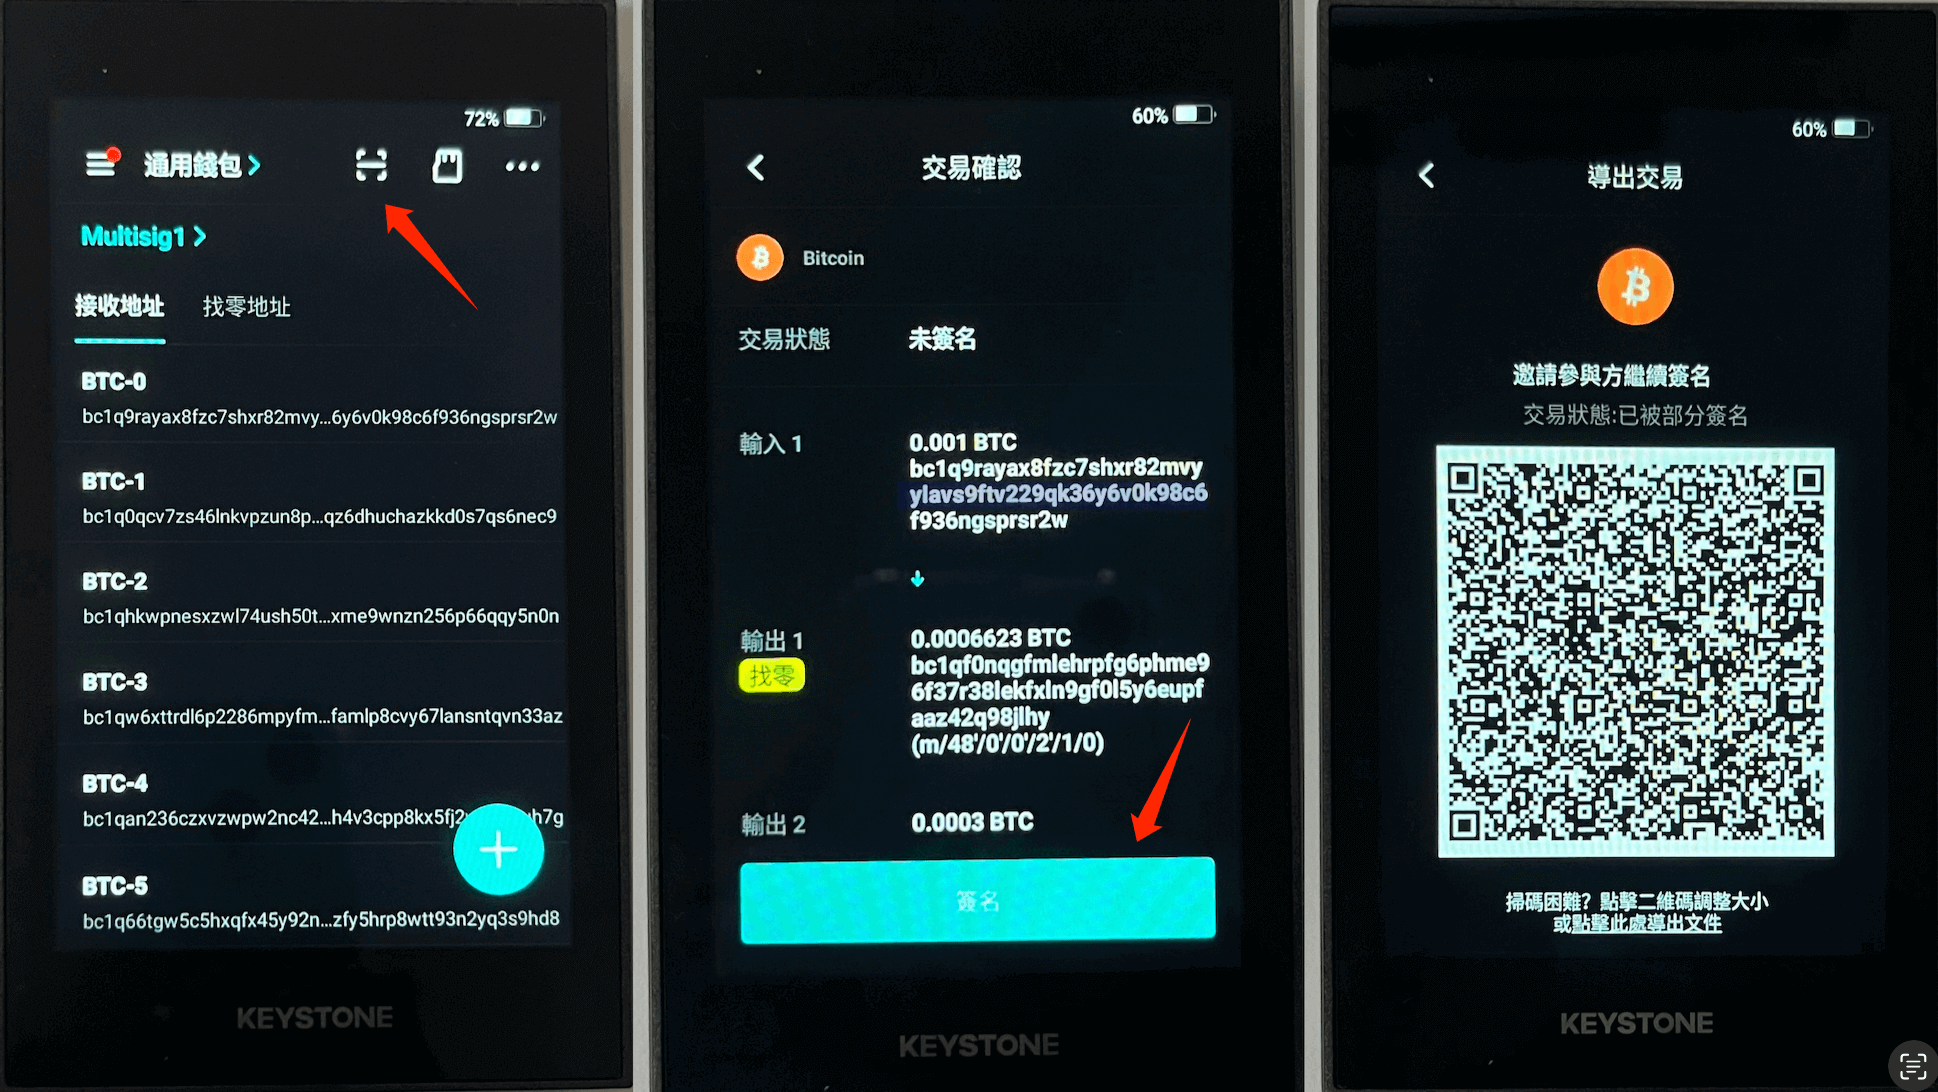 72%
通用錢包
Multisig1
接收地址 找零地址
BTC-0
bc1q9rayax8fzc7shxr82mvy...6y6v0k98c6f936ngsprsr2w
BTC-1
bc1q0qcv7zs46lnkvpzun8p...qz6dhuchazkkd0s7qs6nec9
BTC-2
bc1qhkwpnesxzwl74ush50t...xme9wnzn256p66qqy5n0n
BTC-3
bc1qw6xttrdl6p2286mpyfm...famlp8cvy67lansntqvn33az
BTC-4
bc1qan236czxvzwpw2nc42...h4v3cpp8kx5fj2 h7g
BTC-5
bc1q66tgw5c5hxqfx45y92n...zfy5hrp8wtt93n2yq3s9hd8
KEYSTONE
60%
交易確認
Bitcoin
交易狀態 未簽名
輸入 1 0.001 BTC
bc1q9rayax8fzc7shxr82mvy
ylavs9ftv229qk36y6v0k98c6
f936ngsprsr2w
輸出 1 0.0006623 BTC
找零
bc1qf0nqgfmlehrpfg6phme9
6f37r38lekfxln9gf0l5y6eupf
aaz42q98jlhy
(m/48'/0'/0'/2'/1/0)
輸出 2 0.0003 BTC
簽名
KEYSTONE
60%
導出交易
邀請參與方繼續簽名
交易狀態:已被部分簽名
掃碼困難？點擊二維碼調整大小
或點擊此處導出文件
KEYSTONE